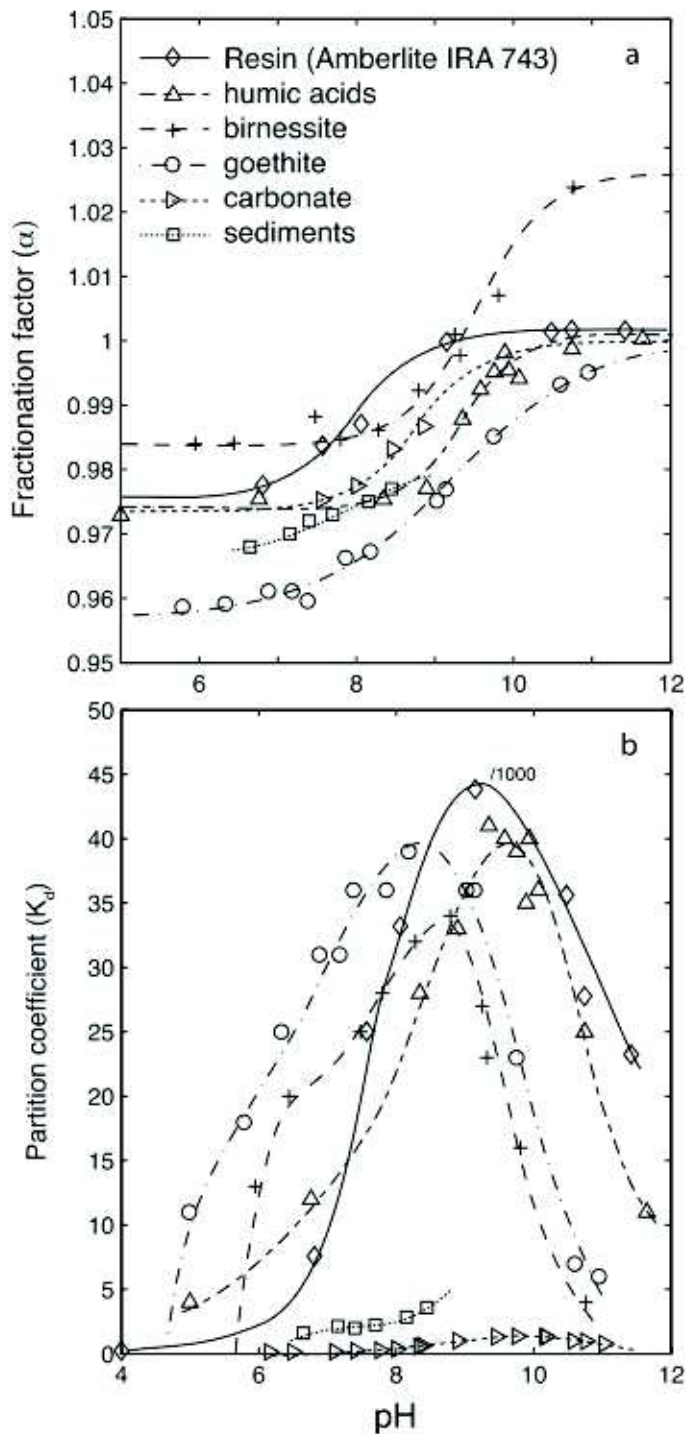 1.05
1.04
1.03
1.02
1.01
1
0.99
0.98
0.97
0.96
0.95
Fractionation factor (α)
Resin (Amberlite IRA 743)
humic acids
birnessite
goethite
carbonate
sediments
a
6 8 10 12
50
45
40
35
30
25
20
15
10
5
0
Partition coefficient (Kd)
b
/1000
4 6 8 10 12
pH